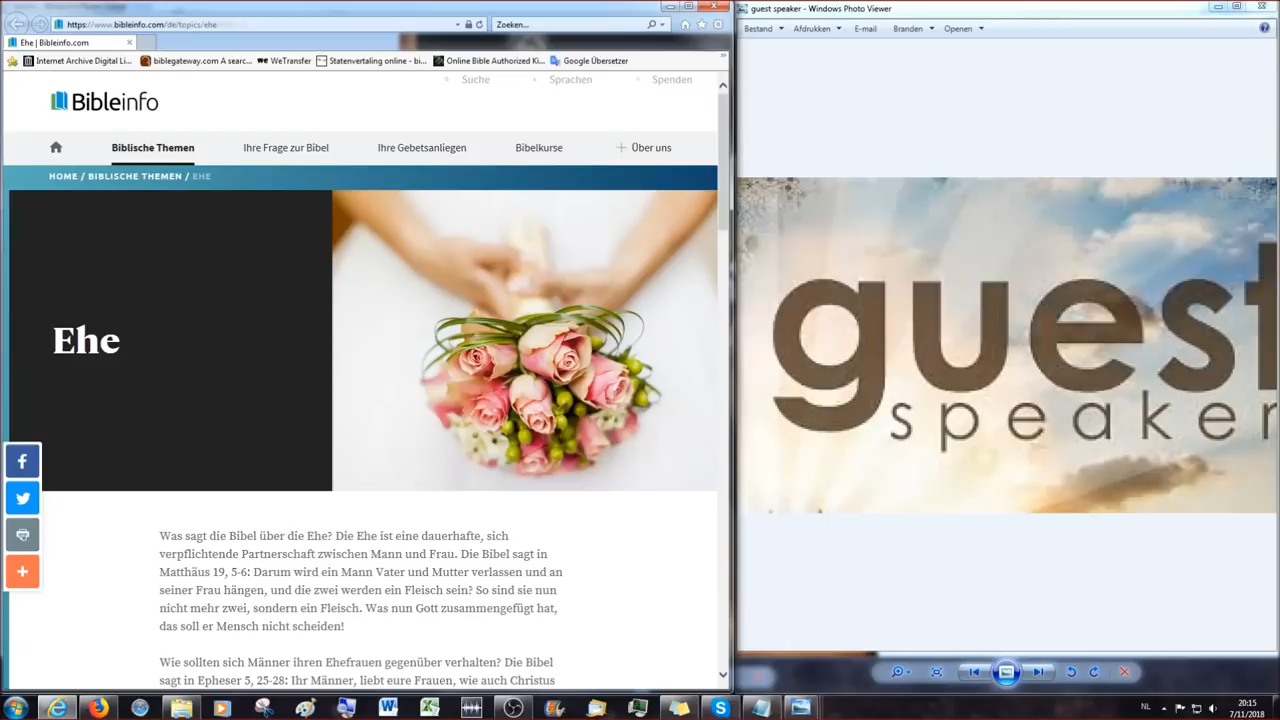 guest speaker - Windows Photo Viewer
https://www.bibleinfo.com/de/topics/ehe
Zoeken...
Ehe | Bibleinfo.com
Internet Archive Digital Li...
biblegateway.com A searc...
WeTransfer
Statenvertaling online - bi...
Online Bible Authorized Ki...
Google Übersetzer
Bestand
Afdrukken
E-mail
Branden
Openen
Suche
Sprachen
Spenden
Bibleinfo
Biblische Themen
Ihre Frage zur Bibel
Ihre Gebetsanliegen
Bibelkurse
Über uns
HOME / BIBLISCHE THEMEN / EHE
Ehe
Was sagt die Bibel über die Ehe? Die Ehe ist eine dauerhafte, sich
verpflichtende Partnerschaft zwischen Mann und Frau. Die Bibel sagt in
Matthäus 19, 5-6: Darum wird ein Mann Vater und Mutter verlassen und an
seiner Frau hängen, und die zwei werden ein Fleisch sein? So sind sie nun
nicht mehr zwei, sondern ein Fleisch. Was nun Gott zusammengefügt hat,
das soll er Mensch nicht scheiden!
Wie sollten sich Männer ihren Ehefrauen gegenüber verhalten? Die Bibel
sagt in Epheser 5, 25-28: Ihr Männer, liebt eure Frauen, wie auch Christus
guest
speaker
NL
20:15
7/11/2018